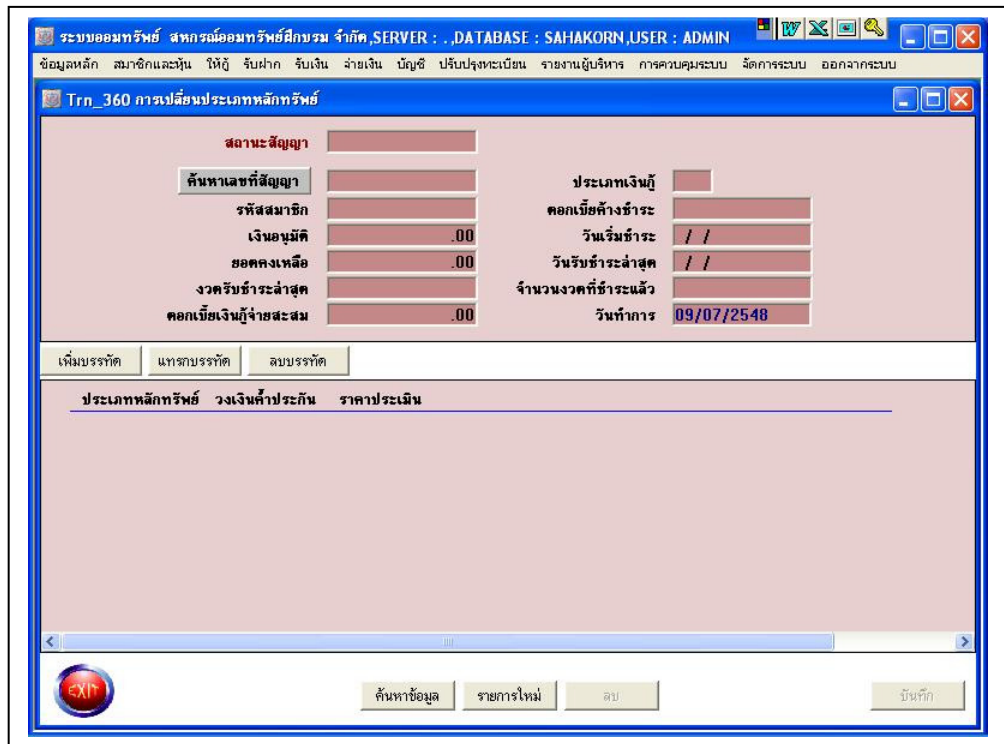 ระบบออมทรัพย์ สหกรณ์ออมทรัพย์ฝึกบรม จำกัด,SERVER : . ,DATABASE : SAHAKORN ,USER : ADMIN
ข้อมูลหลัก สมาชิกและหุ้น ให้กู้ รับฝาก รับเงิน จ่ายเงิน บัญชี ปรับปรุงทะเบียน รายงานผู้บริหาร การควบคุมระบบ จัดการระบบ ออกจากระบบ
Trn_360 การเปลี่ยนประเภทหลักทรัพย์
สถานะสัญญา
ค้นหาเลขที่สัญญา ประเภทเงินกู้
รหัสสมาชิก ดอกเบี้ยค้างชำระ
เงินอนุมัติ .00 วันเริ่มชำระ / /
ยอดคงเหลือ .00 วันรับชำระล่าสุด / /
งวดรับชำระล่าสุด จำนวนงวดที่ชำระแล้ว
ดอกเบี้ยเงินกู้จ่ายสะสม .00 วันทำการ 09/07/2548
เพิ่มบรรทัด แทรกบรรทัด ลบบรรทัด
ประเภทหลักทรัพย์ วงเงินค้ำประกัน ราคาประเมิน
EXIT ค้นหาข้อมูล รายการใหม่ ลบ บันทึก